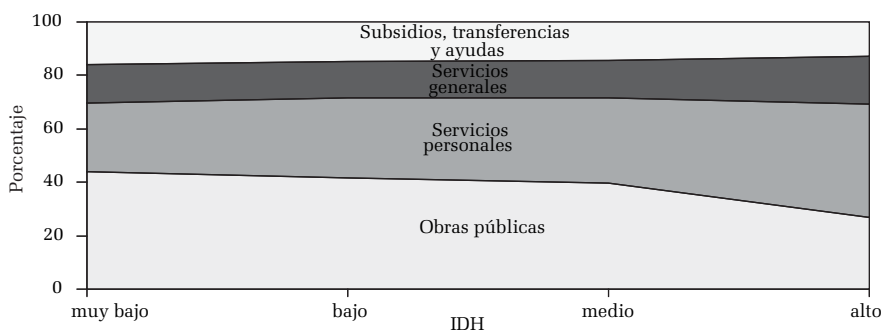 100
80
60
40
20
0
Porcentaje
Subsidios, transferencias
y ayudas
Servicios
generales
Servicios
personales
Obras públicas
muy bajo
bajo
medio
alto
IDH